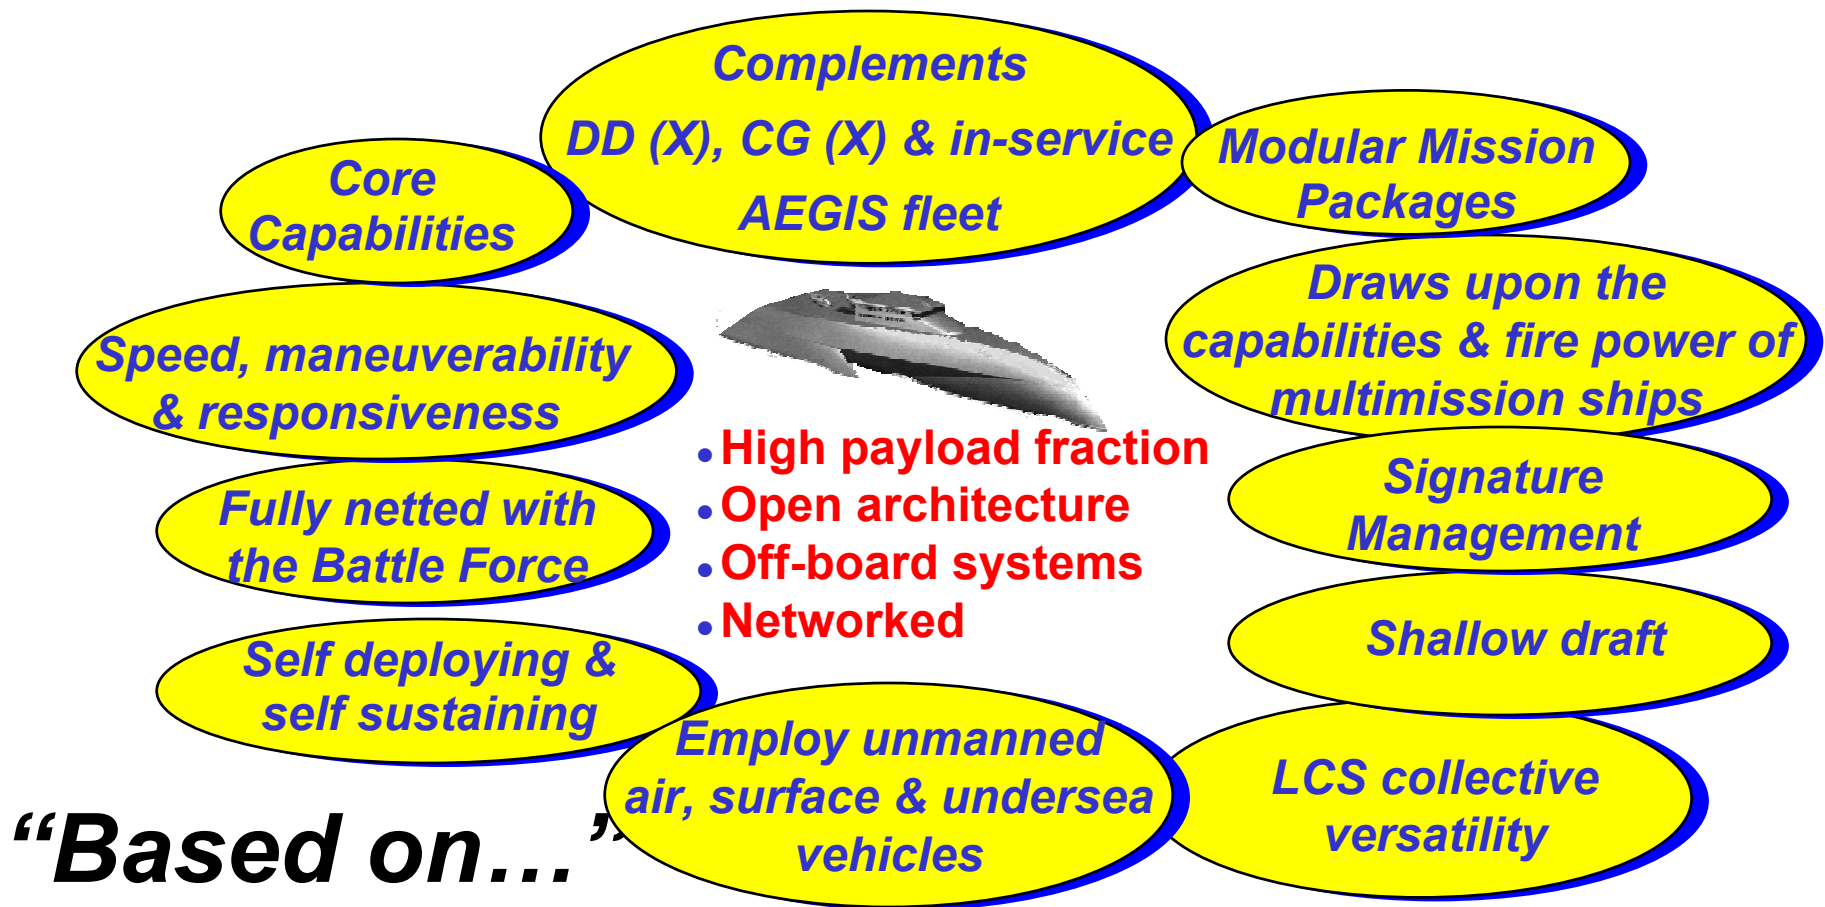 Complements
DD (X), CG (X) & in-service
AEGIS fleet
Modular Mission
Packages
Core
Capabilities
Draws upon the
capabilities & fire power of
multimission ships
Speed, maneuverability
& responsiveness
• High payload fraction
• Open architecture
• Off-board systems
• Networked
Signature
Management
Fully netted with
the Battle Force
Shallow draft
Self deploying &
self sustaining
Employ unmanned
air, surface & undersea
vehicles
LCS collective
versatility
“Based on…”